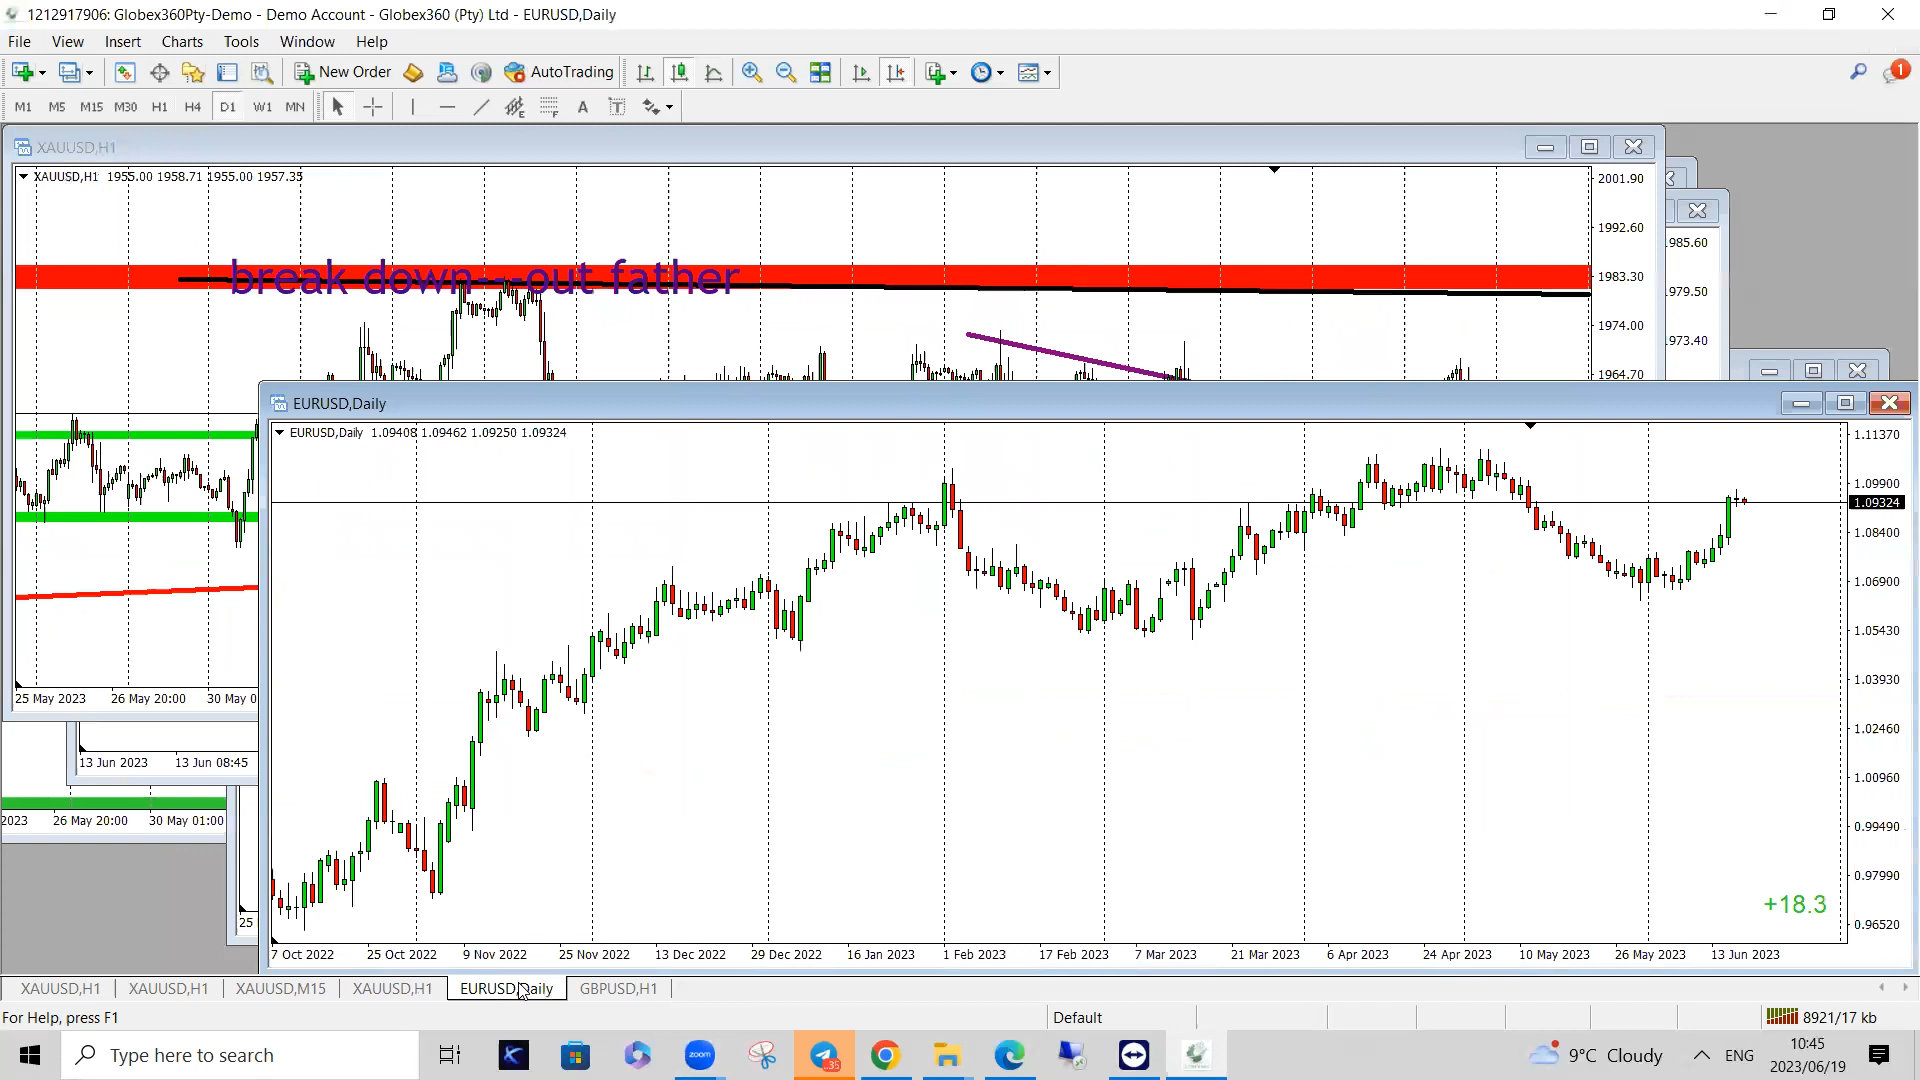 1212917906: Globex360Pty-Demo - Demo Account - Globex360 (Pty) Ltd - EURUSD,Daily
File View Insert Charts Tools Window Help
New Order AutoTrading 1
M1 M5 M15 M30 H1 H4 D1 W1 MN E F A T
XAUUSD,H1
XAUUSD,H1 1955.00 1958.71 1955.00 1957.35
2001.90
1992.60
1983.30
1974.00
1964.70
break down---out father
1985.60
1979.50
1973.40
25 May 2023 26 May 20:00 30 May 0
13 Jun 2023 13 Jun 08:45
2023 26 May 20:00 30 May 01:00
25
EURUSD,Daily
EURUSD,Daily 1.09408 1.09462 1.09250 1.09324
1.11370
1.09900
1.09324
1.08400
1.06900
1.05430
1.03930
1.02460
1.00960
0.99490
0.97990
0.96520
+18.3
7 Oct 2022 25 Oct 2022 9 Nov 2022 25 Nov 2022 13 Dec 2022 29 Dec 2022 16 Jan 2023 1 Feb 2023 17 Feb 2023 7 Mar 2023 21 Mar 2023 6 Apr 2023 24 Apr 2023 10 May 2023 26 May 2023 13 Jun 2023
XAUUSD,H1 XAUUSD,H1 XAUUSD,M15 XAUUSD,H1 EURUSD,Daily GBPUSD,H1
For Help, press F1 Default 8921/17 kb
Type here to search zoom 35 9°C Cloudy ENG
10:45
2023/06/19